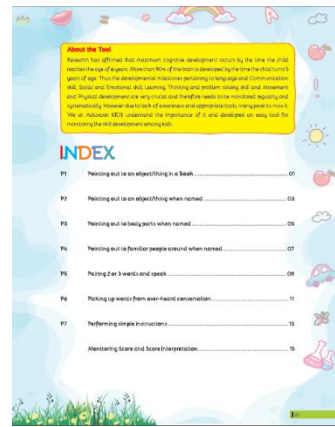 About the Tool
Research has affirmed that maximum cognitive development occurs by the time the child
reaches the age of 6 years. More than 90% of the brain is developed by the time the child turns 5
years of age. Thus the developmental milestones pertaining to language and Communication
skill, Social and Emotional skill, Learning, Thinking and problem solving skill and Movement
and Physical development are very crucial and therefore needs to be monitored regularly and
systematically. However due to lack of awareness and appropriate tools, many parents miss it.
We at KIDS understand the importance of it and developed an easy tool for
monitoring the skill development among kids.
INDEX
P1 Pointing out to an object/thing in a Book 01
P2 Pointing out to an object/thing when named 03
P3 Pointing out to body parts when named 05
P4 Pointing out to familiar people around when named 07
P5 Pairing 2 or 3 words and speak 09
P6 Picking up words from over-heard conversation 11
P7 Performing simple instructions 13
Monitoring Score and Score Interpretation 15